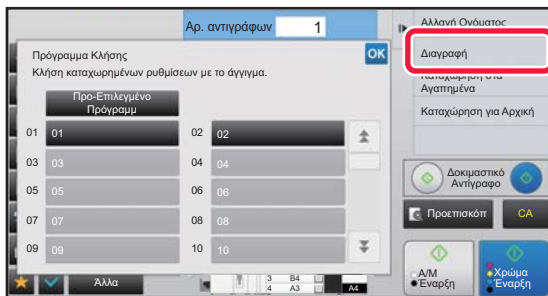 Αρ. αντιγράφων 1
Αλλαγή Ονόματος
Διαγραφή
Καταχώρηση στα
Αγαπημένα
Καταχώρηση για Αρχική
Πρόγραμμα Κλήσης
OK
Κλήση καταχωρημένων ρυθμίσεων με το άγγιγμα.
Προ-Επιλεγμένο
Πρόγραμμ
01 01
02 02
03 03
04 04
05 05
06 06
07 07
08 08
09 09
10 10
Δοκιμαστικό
Αντίγραφο
Προεπισκόπ
CA
Α/Μ
Έναρξη
Χρώμα
Έναρξη
Άλλα
3 B4
4 A3
A4